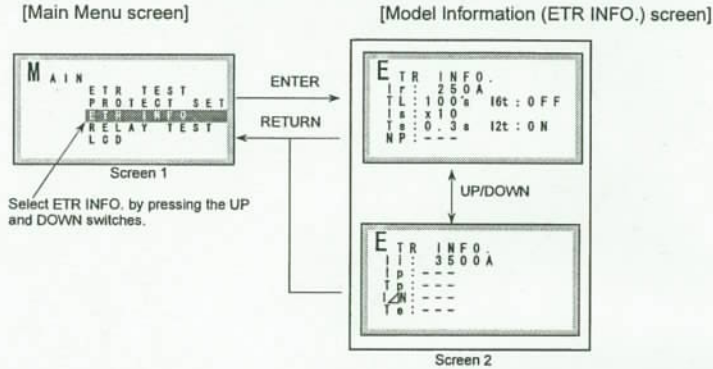 [Main Menu screen]
[Model Information (ETR INFO.) screen]
MAIN
ETR TEST
PROTECT SET
ETR INFO.
RELAY TEST
LCD
Screen 1
Select ETR INFO. by pressing the UP
and DOWN switches.
ENTER
RETURN
ETR INFO.
Ir: 250A
TL:100s I6t:OFF
Is:x10
Ts:0.3s I2t:ON
NP:---
UP/DOWN
ETR INFO.
Ii: 3500A
Ip:---
Tp:---
I⊿N:---
Te:---
Screen 2